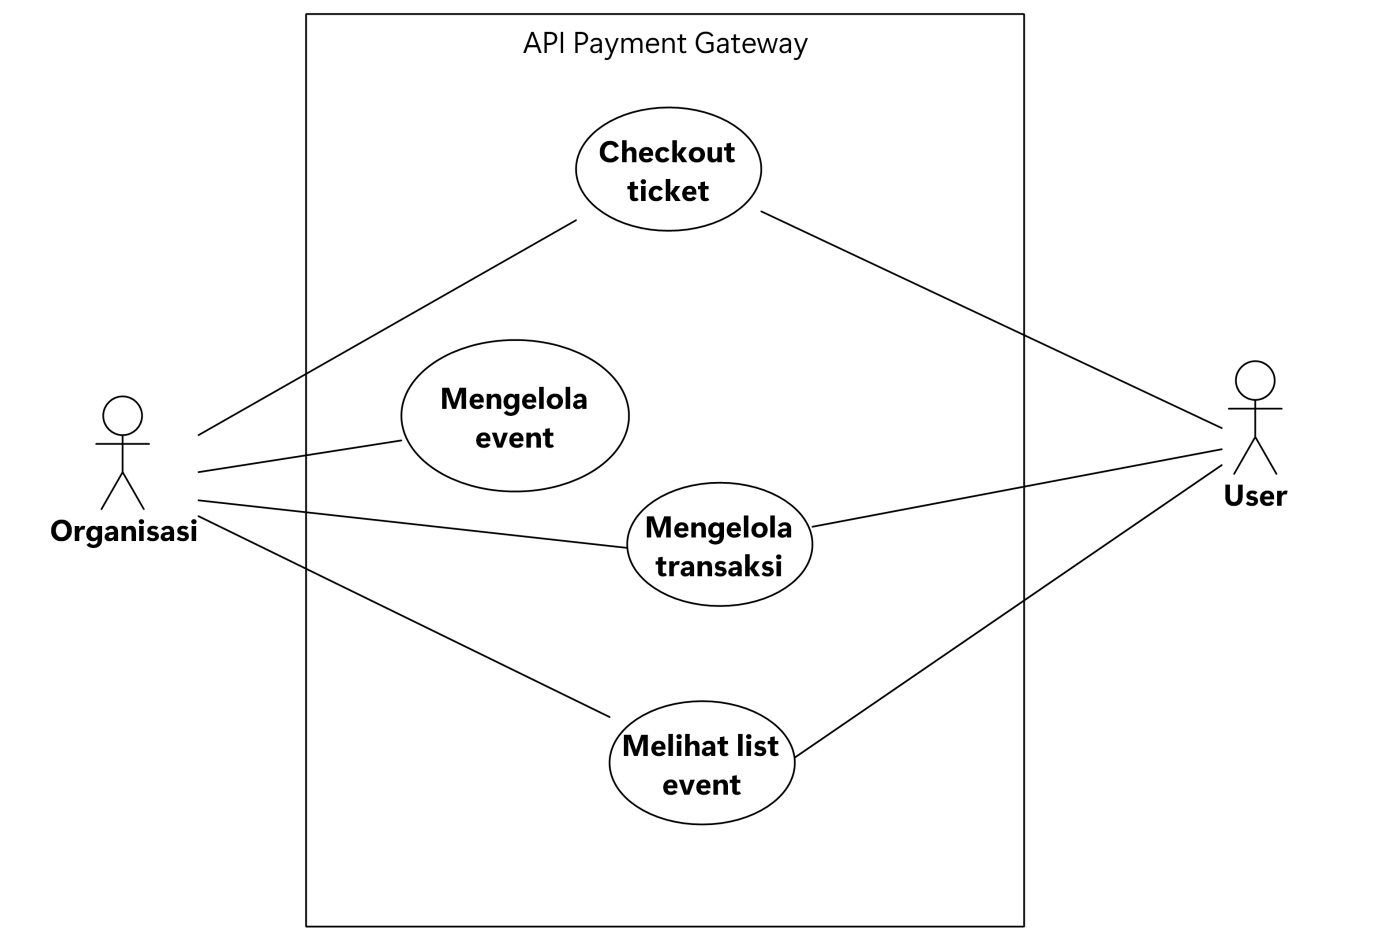 API Payment Gateway
Checkout
ticket
Mengelola
event
Mengelola
transaksi
Melihat list
event
Organisasi
User